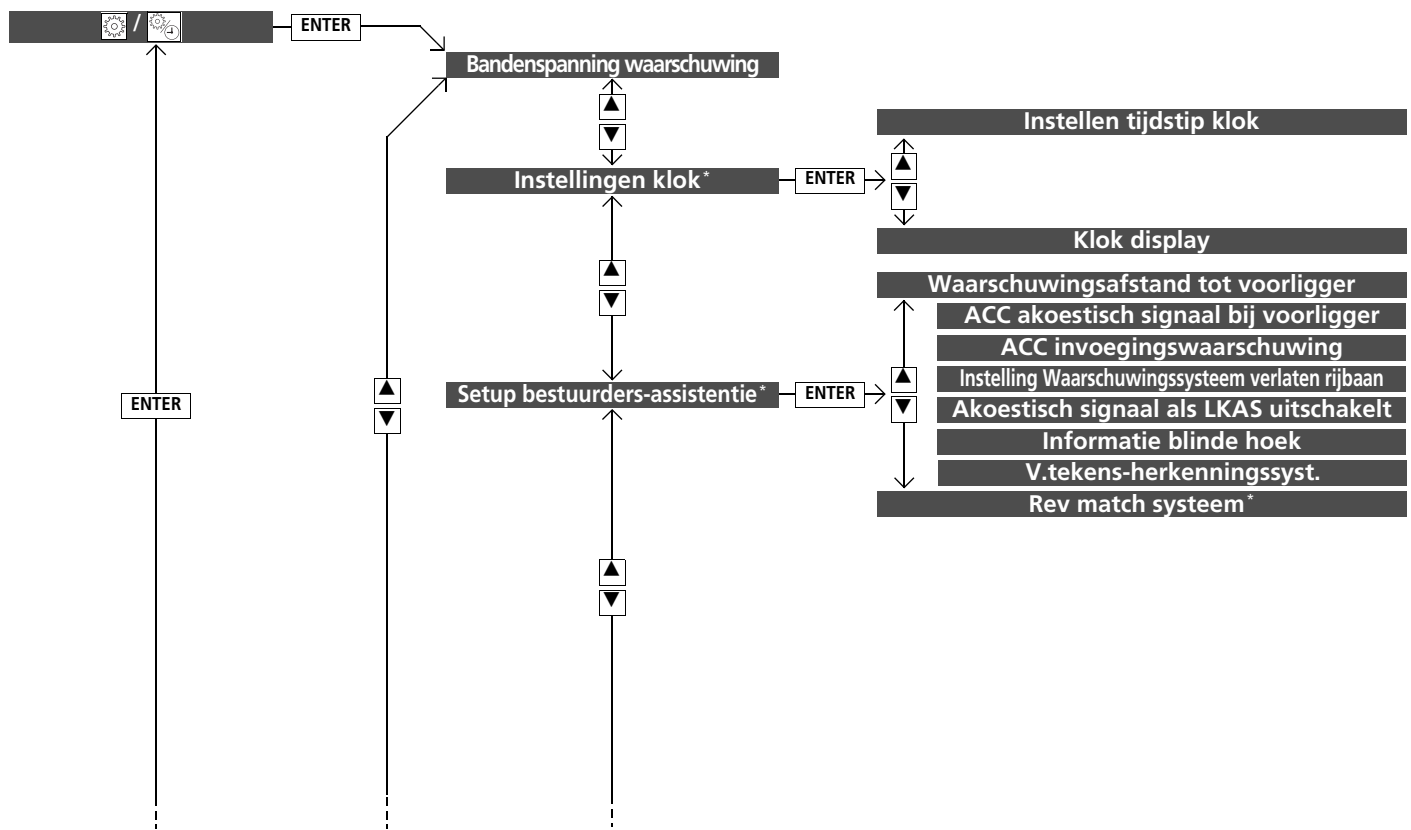 /
ENTER
Bandenspanning waarschuwing
▲
▼
Instellingen klok*
ENTER
Instellen tijdstip klok
▲
▼
Klok display
▲
▼
Setup bestuurders-assistentie*
ENTER
Waarschuwingsafstand tot voorligger
ACC akoestisch signaal bij voorligger
ACC invoegingswaarschuwing
▲
Instelling Waarschuwingssysteem verlaten rijbaan
▼
Akoestisch signaal als LKAS uitschakelt
Informatie blinde hoek
V.tekens-herkenningssyst.
Rev match systeem*
ENTER
▲
▼
▲
▼